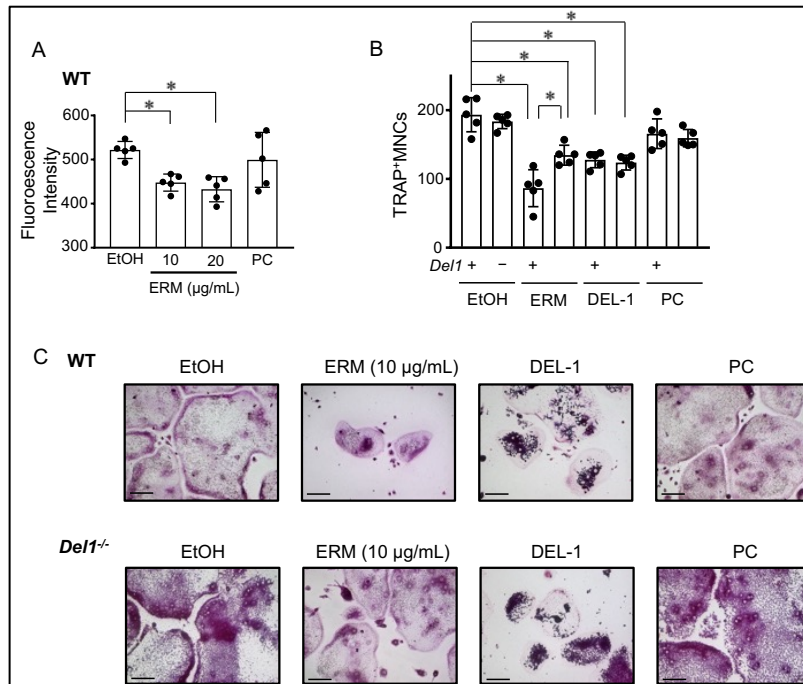 A
WT
*
*
600
500
400
300
Fluoroescence
Intensity
EtOH 10 20 PC
ERM (µg/mL)
B
*
*
*
*
*
200
100
0
TRAP⁺MNCs
Del1 + − + + +
EtOH ERM DEL-1 PC
C WT
EtOH ERM (10 µg/mL) DEL-1 PC
Del1⁻/⁻
EtOH ERM (10 µg/mL) DEL-1 PC